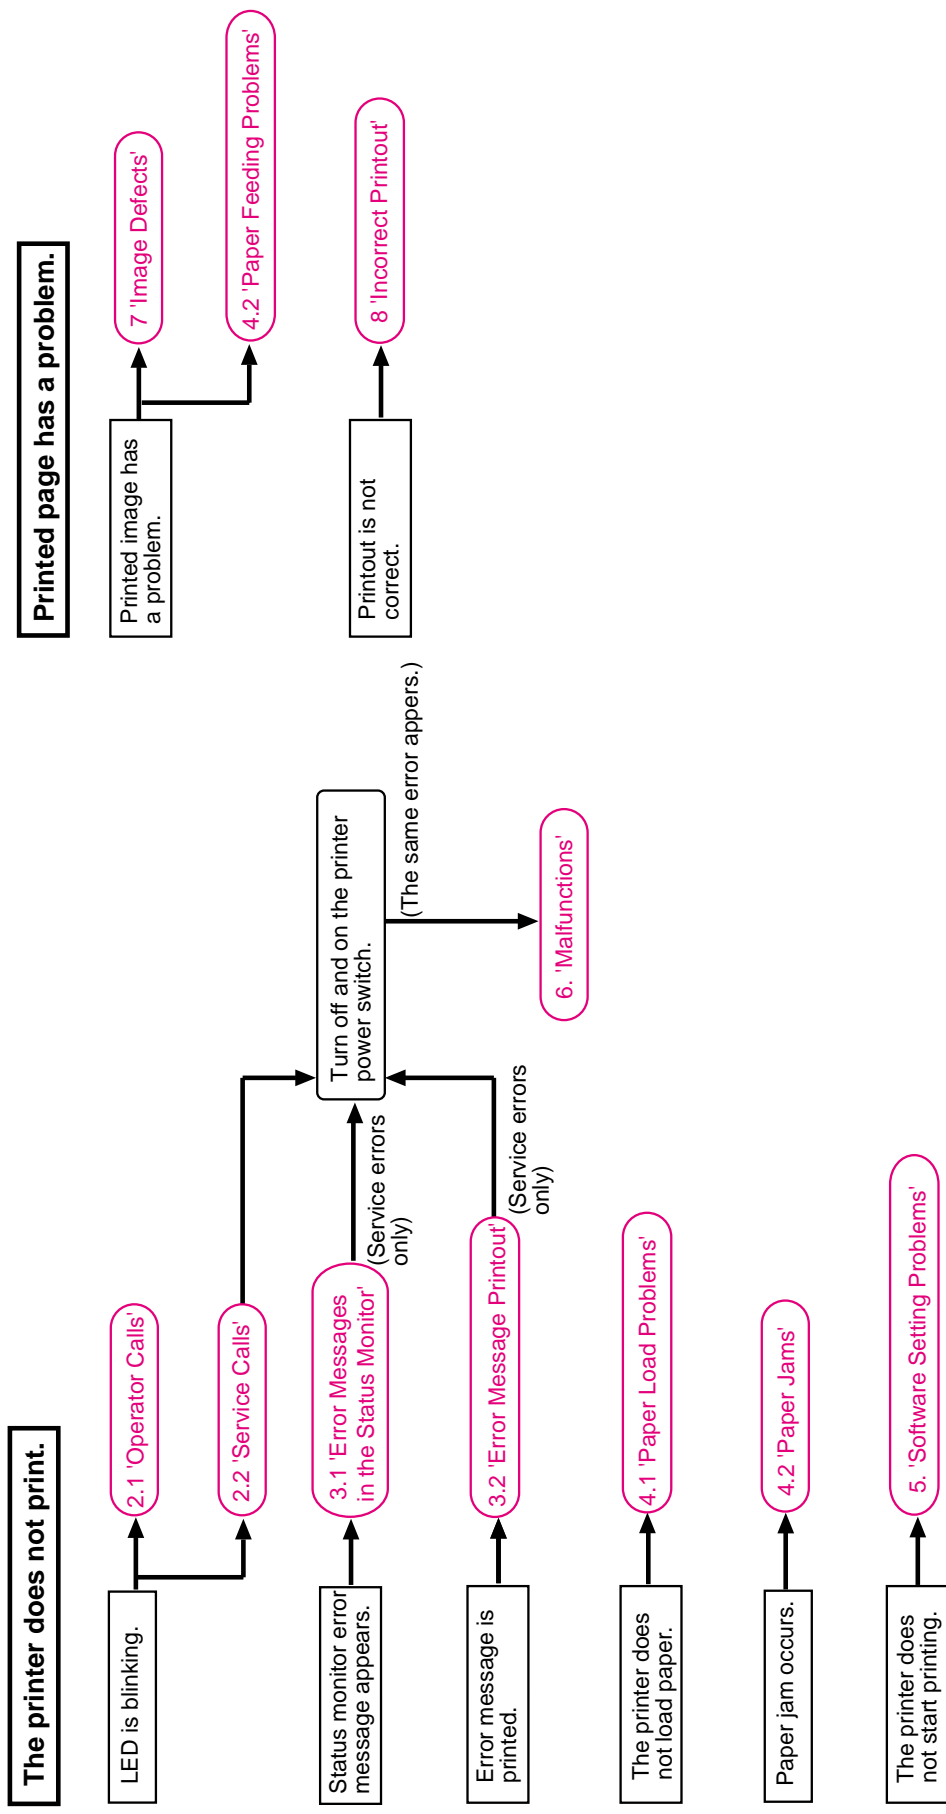 The printer does not print.
LED is blinking.
2.1 'Operator Calls'
2.2 'Service Calls'
Status monitor error
message appears.
3.1 'Error Messages
in the Status Monitor'
(Service errors
only)
Error message is
printed.
3.2 'Error Message Printout'
(Service errors
only)
Turn off and on the printer
power switch.
(The same error appers.)
6. 'Malfunctions'
The printer does
not load paper.
4.1 'Paper Load Problems'
Paper jam occurs.
4.2 'Paper Jams'
The printer does
not start printing.
5. 'Software Setting Problems'
Printed page has a problem.
Printed image has
a problem.
7 'Image Defects'
4.2 'Paper Feeding Problems'
Printout is not
correct.
8 'Incorrect Printout'